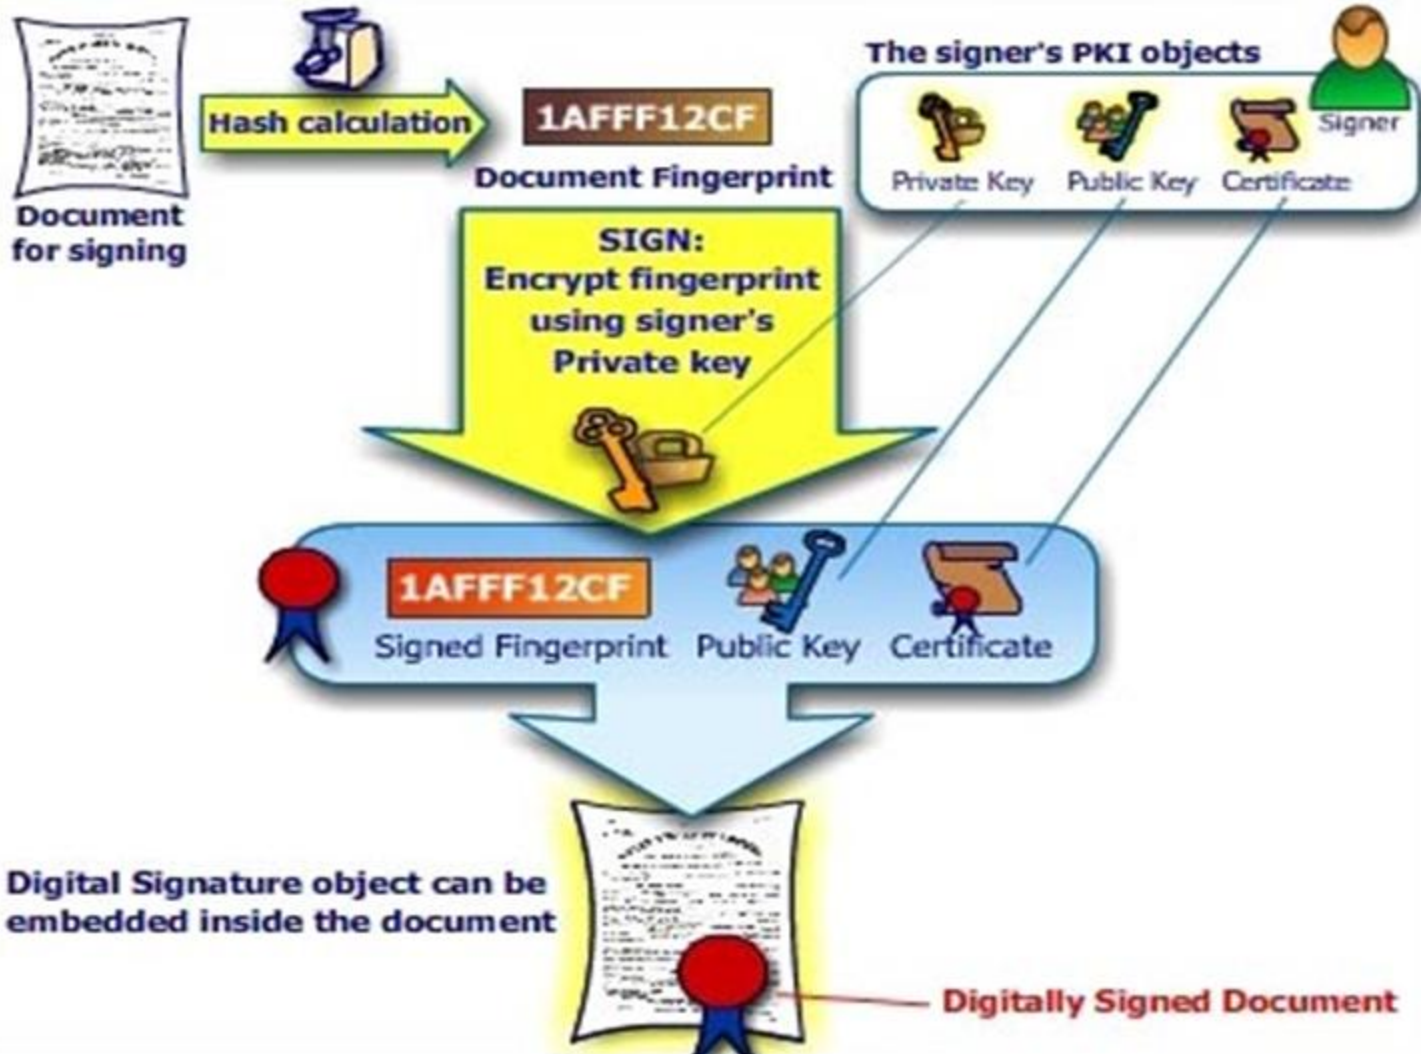 The signer's PKI objects
Hash calculation
1AFFF12CF
Signer
Document Fingerprint
Private Key
Public Key
Certificate
Document
for signing
SIGN:
Encrypt fingerprint
using signer's
Private key
1AFFF12CF
Signed Fingerprint
Public Key
Certificate
Digital Signature object can be
embedded inside the document
Digitally Signed Document